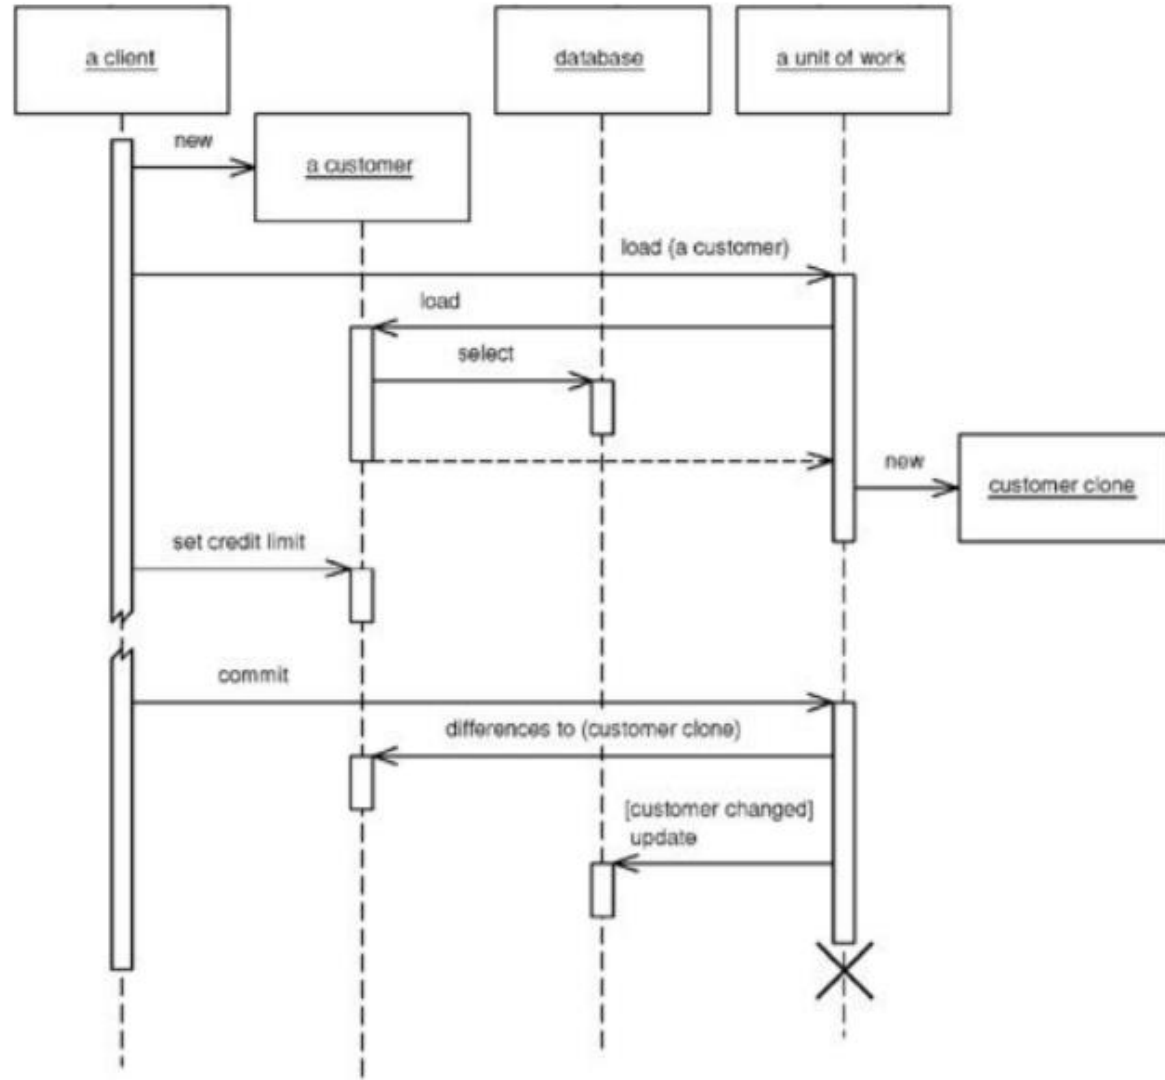 a client
database
a unit of work
new
a customer
load (a customer)
load
select
new
customer clone
set credit limit
commit
differences to (customer clone)
[customer changed]
update